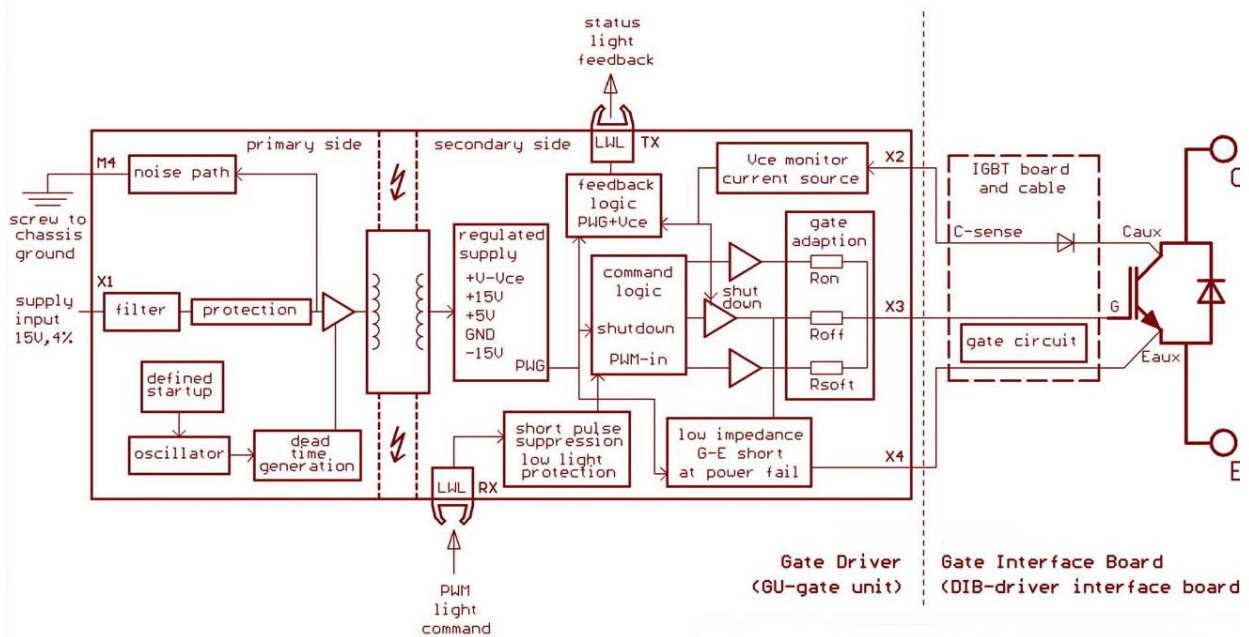 status
light
feedback
primary side
secondary side
LWL
TX
M4
noise path
screw to
chassis
ground
feedback
logic
PWG+Vce
Vce monitor
current source
X2
IGBT board
and cable
C-sense
Caux
C
regulated
supply
+V-Vce
+15V
+5V
GND
-15V
PWG
gate
adaption
Ron
Roff
Rsoft
command
logic
shutdown
PWM-in
shut
down
X1
supply
input
15V,4%
filter
protection
X3
G
gate circuit
Eaux
defined
startup
oscillator
dead
time
generation
short pulse
suppression
low light
protection
low impedance
G-E short
at power fail
X4
E
LWL
RX
PWM
light
command
Gate Driver
(GU-gate unit)
Gate Interface Board
(DIB-driver interface board